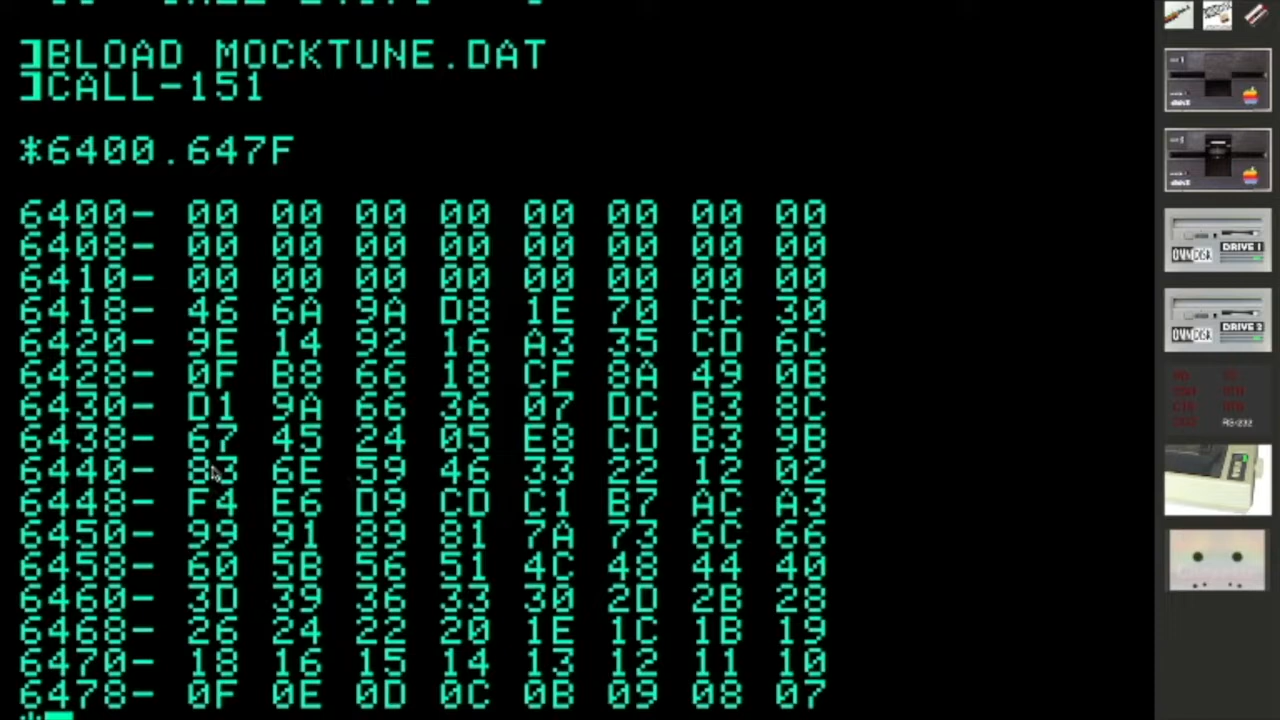 ]BLOAD MOCKTUNE.DAT
]CALL-151
*6400.647F
6400- 00 00 00 00 00 00 00 00
6408- 00 00 00 00 00 00 00 00
6410- 00 00 00 00 00 00 00 00
6418- 46 6A 9A D8 1E 70 CC 30
6420- 9E 14 92 16 A3 35 CD 6C
6428- 0F B8 66 18 CF 8A 49 0B
6430- D1 9A 66 36 07 DC B3 8C
6438- 67 45 24 05 E8 CD B3 9B
6440- 83 6E 59 46 33 22 12 02
6448- F4 E6 D9 CD C1 B7 AC A3
6450- 99 91 89 81 7A 73 6C 66
6458- 60 5B 56 51 4C 48 44 40
6460- 3D 39 36 33 30 2D 2B 28
6468- 26 24 22 20 1E 1C 1B 19
6470- 18 16 15 14 13 12 11 10
6478- 0F 0E 0D 0C 0B 09 08 07
*
DRIVE 1
DRIVE 2
RS-232